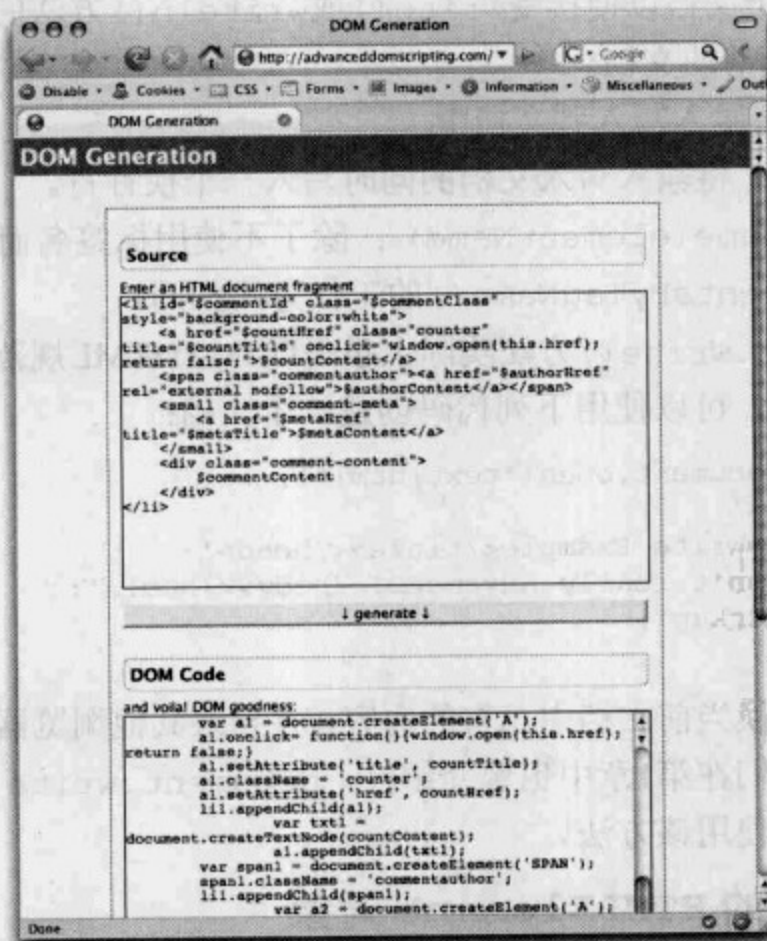 DOM Generation
http://advanceddomscripting.com/
Google
Disable Cookies CSS Forms Images Information Miscellaneous Outl
DOM Generation
DOM Generation
Source
Enter an HTML document fragment
<li id="$commentId" class="$commentClass"
style="background-color:white">
<a href="$countHref" class="counter"
title="$countTitle" onclick="window.open(this.href);
return false;">$countContent</a>
<span class="commentauthor"><a href="$authorHref"
rel="external nofollow">$authorContent</a></span>
<small class="comment-meta">
<a href="$metaHref"
title="$metaTitle">$metaContent</a>
</small>
<div class="comment-content">
$commentContent
</div>
</li>
↓ generate ↓
DOM Code
and voila! DOM goodness:
var a1 = document.createElement('A');
a1.onclick= function(){window.open(this.href);
return false;}
a1.setAttribute('title', countTitle);
a1.className = 'counter';
a1.setAttribute('href', countHref);
li1.appendChild(a1);
var txt1 =
document.createTextNode(countContent);
a1.appendChild(txt1);
var span1 = document.createElement('SPAN');
span1.className = 'commentauthor';
li1.appendChild(span1);
var a2 = document.createElement('A');
Done